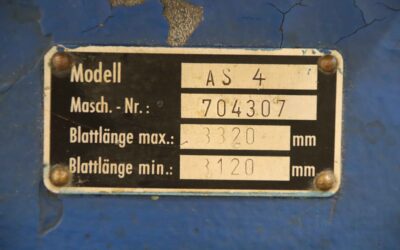 Modell AS 4
Masch.-Nr.: 704307
Blattlänge max.: 3320 mm
Blattlänge min.: 3120 mm